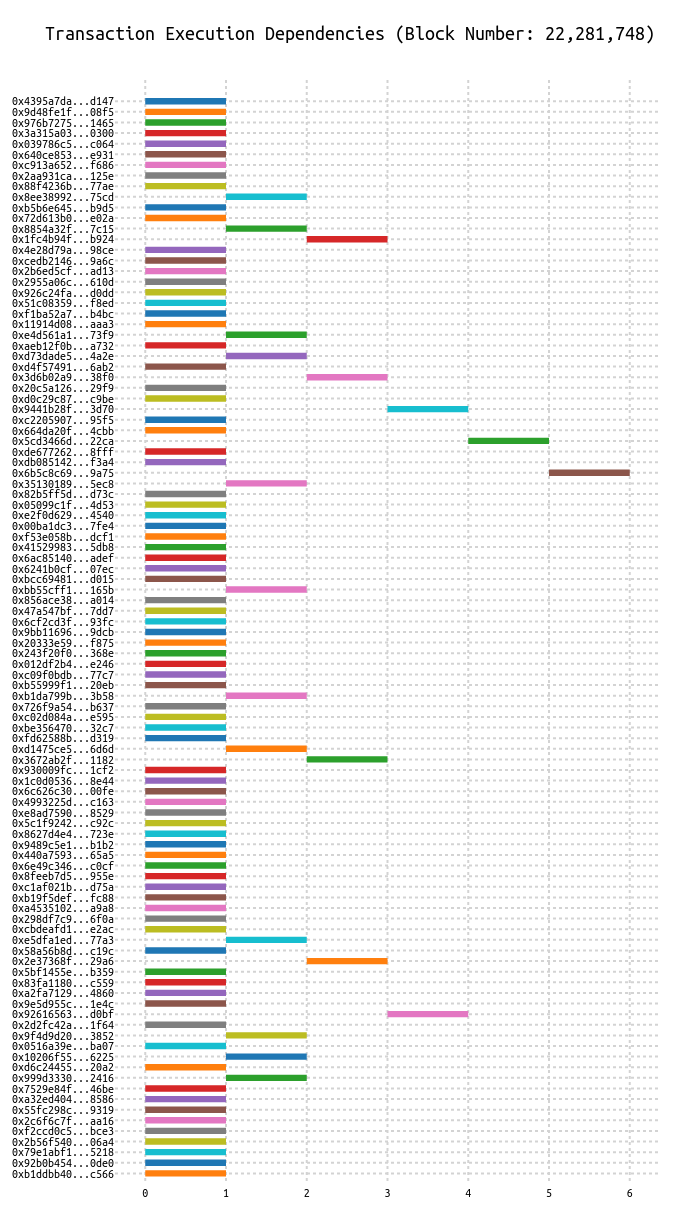 Transaction Execution Dependencies (Block Number: 22,281,748)
0x4395a7da...d147
0x9d48fe1f...08f5
0x976b7275...1465
0x3a315a03...0300
0x039786c5...c064
0x640ce853...e931
0xc913a652...f686
0x2aa931ca...125e
0x88f4236b...77ae
0x8ee38992...75cd
0xb5b6e645...b9d5
0x72d613b0...e02a
0x8854a32f...7c15
0x1fc4b94f...b924
0x4e28d79a...98ce
0xcedb2146...9a6c
0x2b6ed5cf...ad13
0x2955a06c...610d
0x926c24fa...d0dd
0x51c08359...f8ed
0xf1ba52a7...b4bc
0x11914d08...aaa3
0xe4d561a1...73f9
0xaeb12f0b...a732
0xd73dade5...4a2e
0xd4f57491...6ab2
0x3d6b02a9...38f0
0x20c5a126...29f9
0xd0c29c87...c9be
0x9441b28f...3d70
0xc2205907...95f5
0x664da20f...4cbb
0x5cd3466d...22ca
0xde677262...8fff
0xdb085142...f3a4
0x6b5c8c69...9a75
0x35130189...5ec8
0x82b5ff5d...d73c
0x05099c1f...4d53
0xe2f0d629...4540
0x00ba1dc3...7fe4
0xf53e058b...dcf1
0x41529983...5db8
0x6ac85140...adef
0x6241b0cf...07ec
0xbcc69481...d015
0xbb55cff1...165b
0x856ace38...a014
0x47a547bf...7dd7
0x6cf2cd3f...93fc
0x9bb11696...9dcb
0x20333e59...f875
0x243f20f0...368e
0x012df2b4...e246
0xc09f0bdb...77c7
0xb55999f1...20eb
0xb1da799b...3b58
0x726f9a54...b637
0xc02d084a...e595
0xbe356470...32c7
0xfd62588b...d319
0xd1475ce5...6d6d
0x3672ab2f...1182
0x930009fc...1cf2
0x1c0d0536...8e44
0x6c626c30...00fe
0x4993225d...c163
0xe8ad7590...8529
0x5c1f9242...c92c
0x8627d4e4...723e
0x9489c5e1...b1b2
0x440a7593...65a5
0x6e49c346...c0cf
0x8feeb7d5...955e
0xc1af021b...d75a
0xb19f5def...fc88
0xa4535102...a9a8
0x298df7c9...6f0a
0xcbdeafd1...e2ac
0xe5dfa1ed...77a3
0x58a56b8d...c19c
0x2e37368f...29a6
0x5bf1455e...b359
0x83fa1180...c559
0xa2fa7129...4860
0x9e5d955c...1e4c
0x92616563...d0bf
0x2d2fc42a...1f64
0x9f4d9d20...3852
0x0516a39e...ba07
0x10206f55...6225
0xd6c24455...20a2
0x999d3330...2416
0x7529e84f...46be
0xa32ed404...8586
0x55fc298c...9319
0x2c6f6c7f...aa16
0xf2ccd0c5...bce3
0x2b56f540...06a4
0x79e1abf1...5218
0x92b0b454...0de0
0xb1ddbb40...c566
0 1 2 3 4 5 6